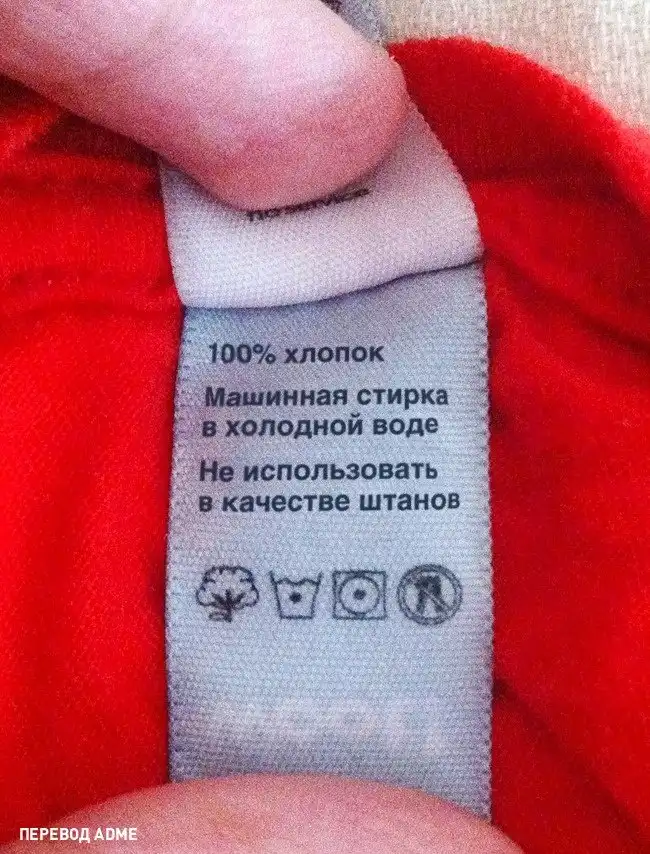 100% хлопок
Машинная стирка
в холодной воде
Не использовать
в качестве штанов
ПЕРЕВОД ADME